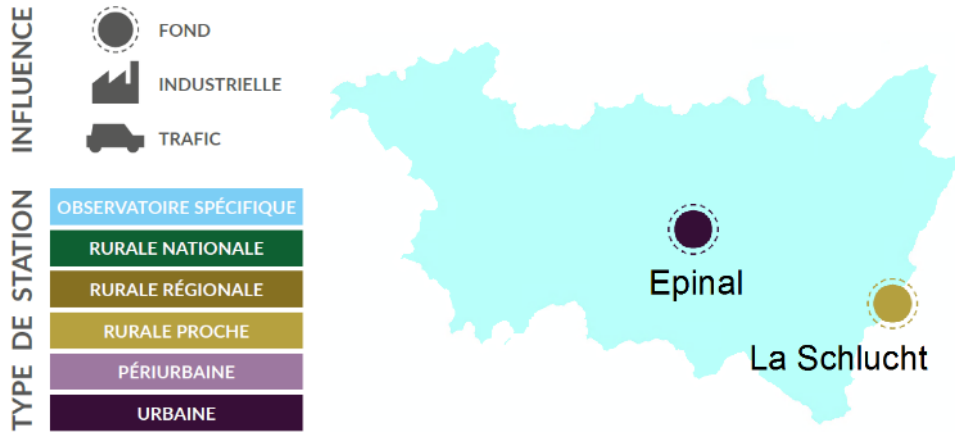 INFLUENCE
FOND
INDUSTRIELLE
TRAFIC
TYPE DE STATION
OBSERVATOIRE SPÉCIFIQUE
RURALE NATIONALE
RURALE RÉGIONALE
RURALE PROCHE
PÉRIURBAINE
URBAINE
Epinal
La Schlucht